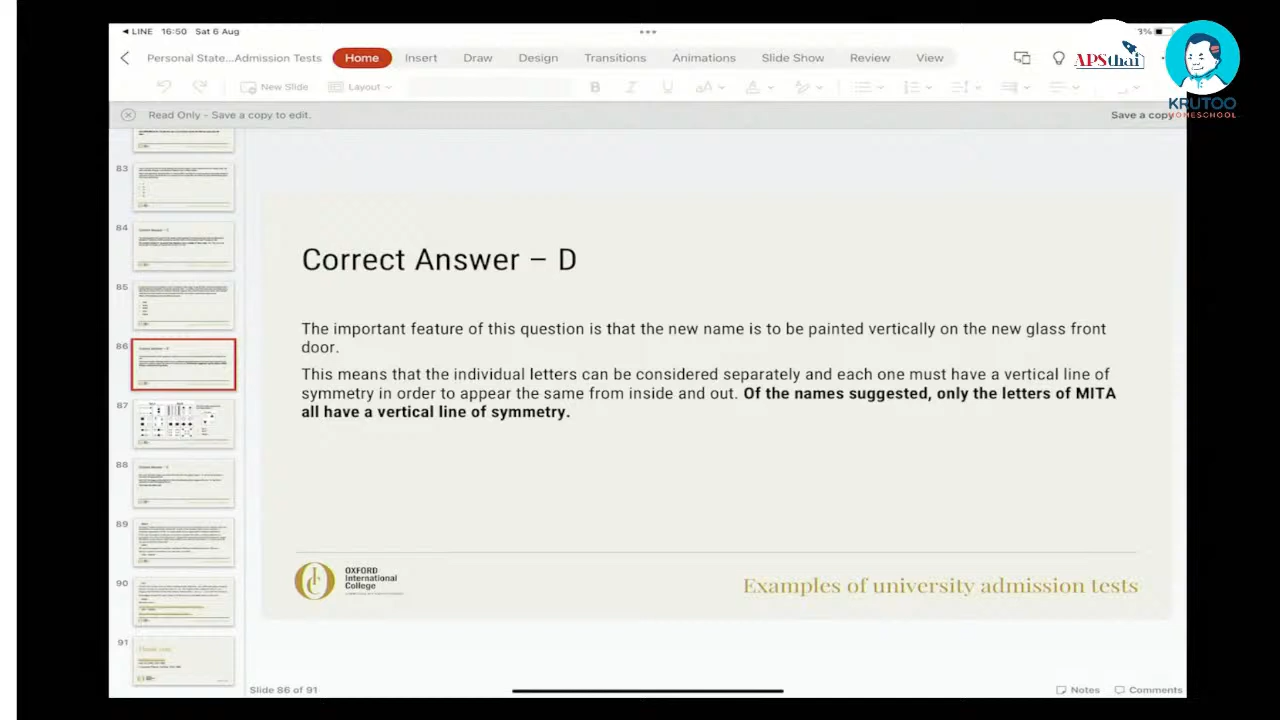 LINE 16:50 Sat 6 Aug
3%
Personal State...Admission Tests Home Insert Draw Design Transitions Animations Slide Show Review View
APSthai
New Slide Layout
KRUTOO
HOMESCHOOL
Read Only - Save a copy to edit.
Save a copy
83
84
85
86
87
88
89
90
91
Correct Answer – D
The important feature of this question is that the new name is to be painted vertically on the new glass front
door.
This means that the individual letters can be considered separately and each one must have a vertical line of
symmetry in order to appear the same from inside and out. Of the names suggested, only the letters of MITA
all have a vertical line of symmetry.
OXFORD
International
College
Examples of university admission tests
Slide 86 of 91
Notes Comments